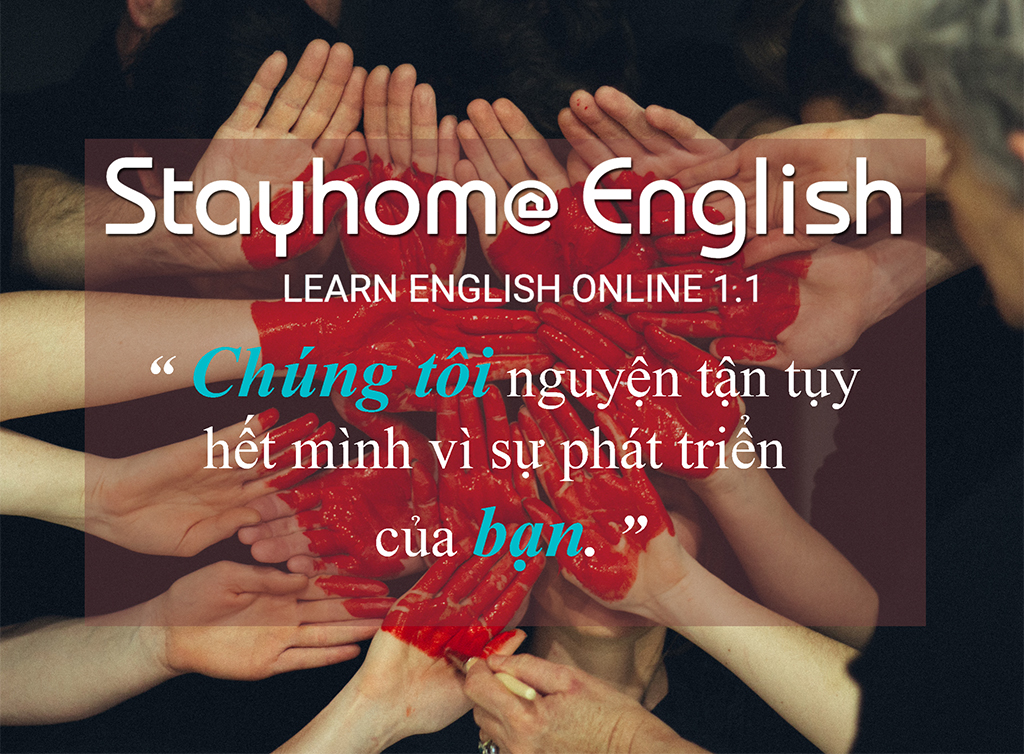 Stayhome English
LEARN ENGLISH ONLINE 1.1
“ Chúng tôi nguyện tận tụy
hết mình vì sự phát triển
của bạn. ”